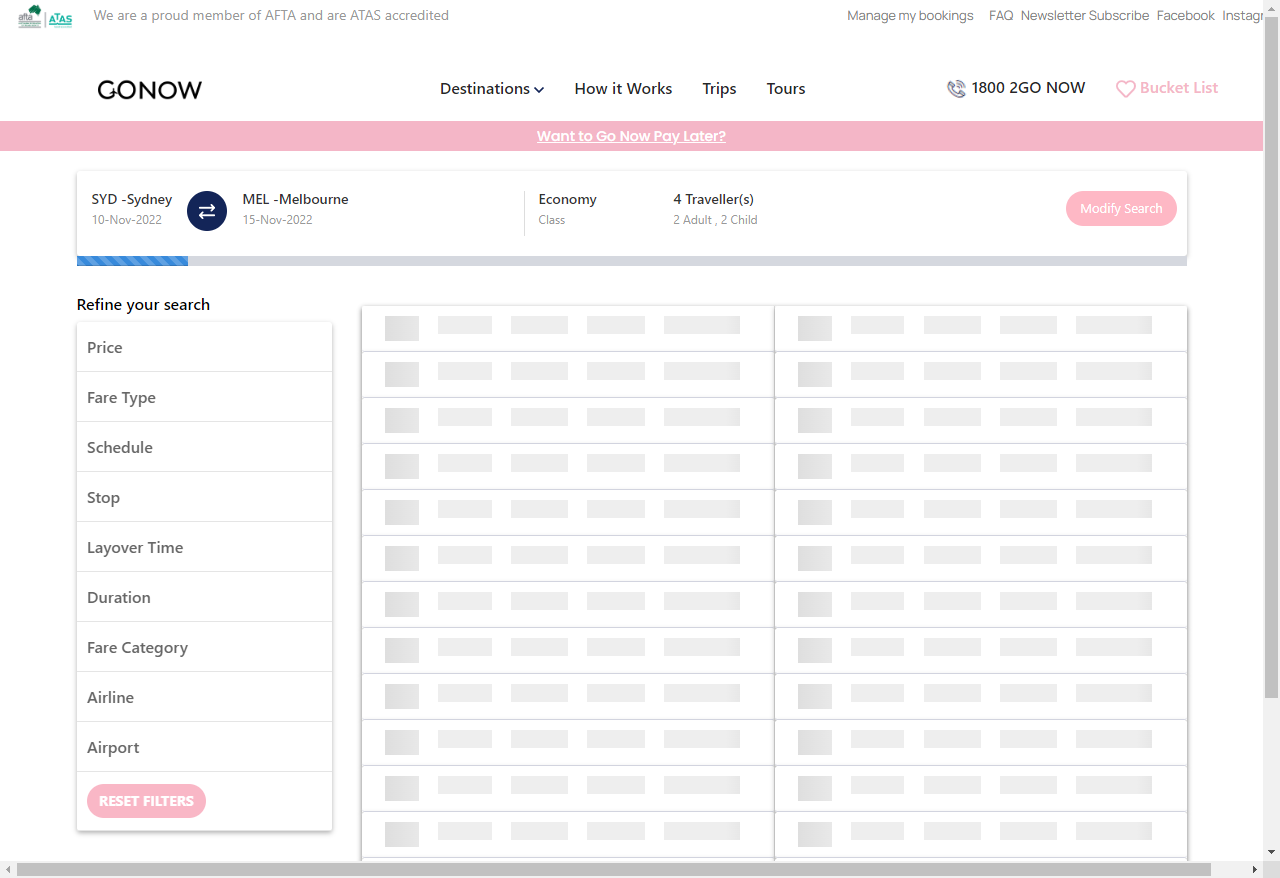 afta ATAS We are a proud member of AFTA and are ATAS accredited Manage my bookings FAQ Newsletter Subscribe Facebook
GONOW Destinations How it Works Trips Tours 1800 2GO NOW Bucket List
Want to Go Now Pay Later?
SYD -Sydney MEL -Melbourne Economy 4 Traveller(s) Modify Search
10-Nov-2022 15-Nov-2022 Class 2 Adult , 2 Child
Refine your search
Price
Fare Type
Schedule
Stop
Layover Time
Duration
Fare Category
Airline
Airport
RESET FILTERS